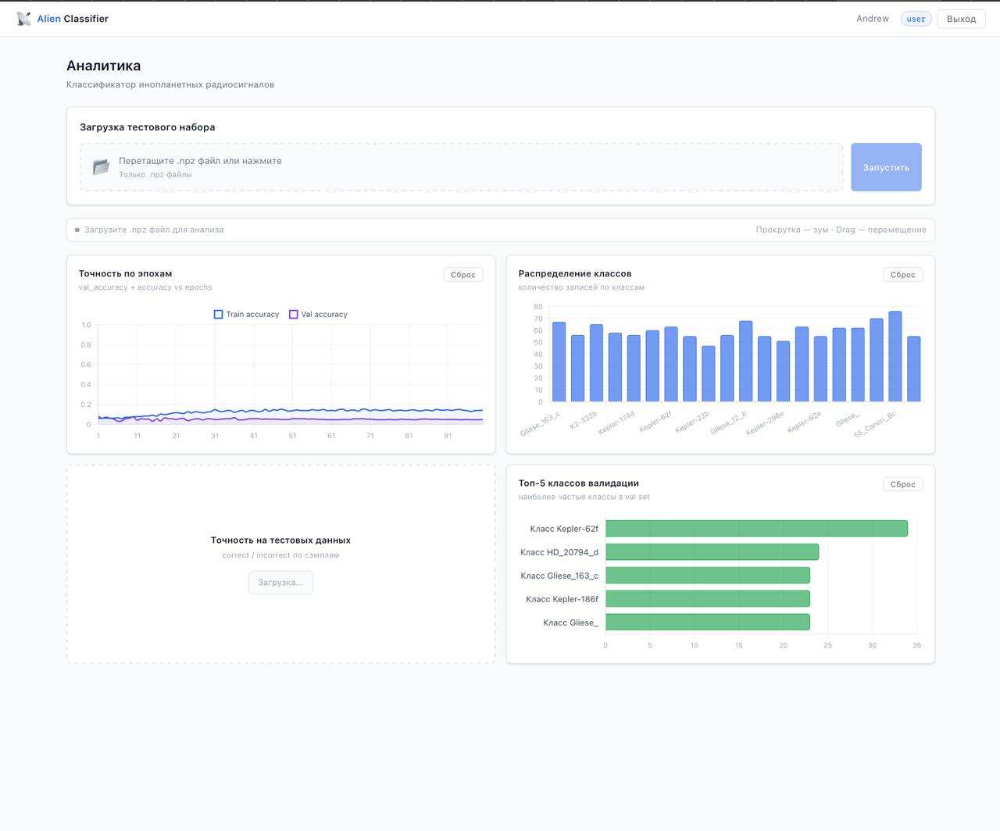 Alien Classifier
Andrew
user
Выход
Аналитика
Классификатор инопланетных радиосигналов
Загрузка тестового набора
Перетащите .npz файл или нажмите
Только .npz файлы
Запустить
Загрузите .npz файл для анализа
Прокрутка — зум · Drag — перемещение
Точность по эпохам
Сброс
val_accuracy + accuracy vs epochs
Train accuracy
Val accuracy
1.0
0.8
0.6
0.4
0.2
0
1 11 21 31 41 51 61 71 81 91
Распределение классов
Сброс
количество записей по классам
80
70
60
50
40
30
20
10
0
Gliese_163_c
K2-332b
Kepler-174d
Kepler-62f
Kepler-22b
Gliese_12_b
Kepler-296e
Kepler-62e
Gliese_
55_Cancri_Bc
Точность на тестовых данных
correct / incorrect по сэмплам
Загрузка...
Топ-5 классов валидации
Сброс
наиболее частые классы в val set
Класс Kepler-62f
Класс HD_20794_d
Класс Gliese_163_c
Класс Kepler-186f
Класс Gliese_
0 5 10 15 20 25 30 35